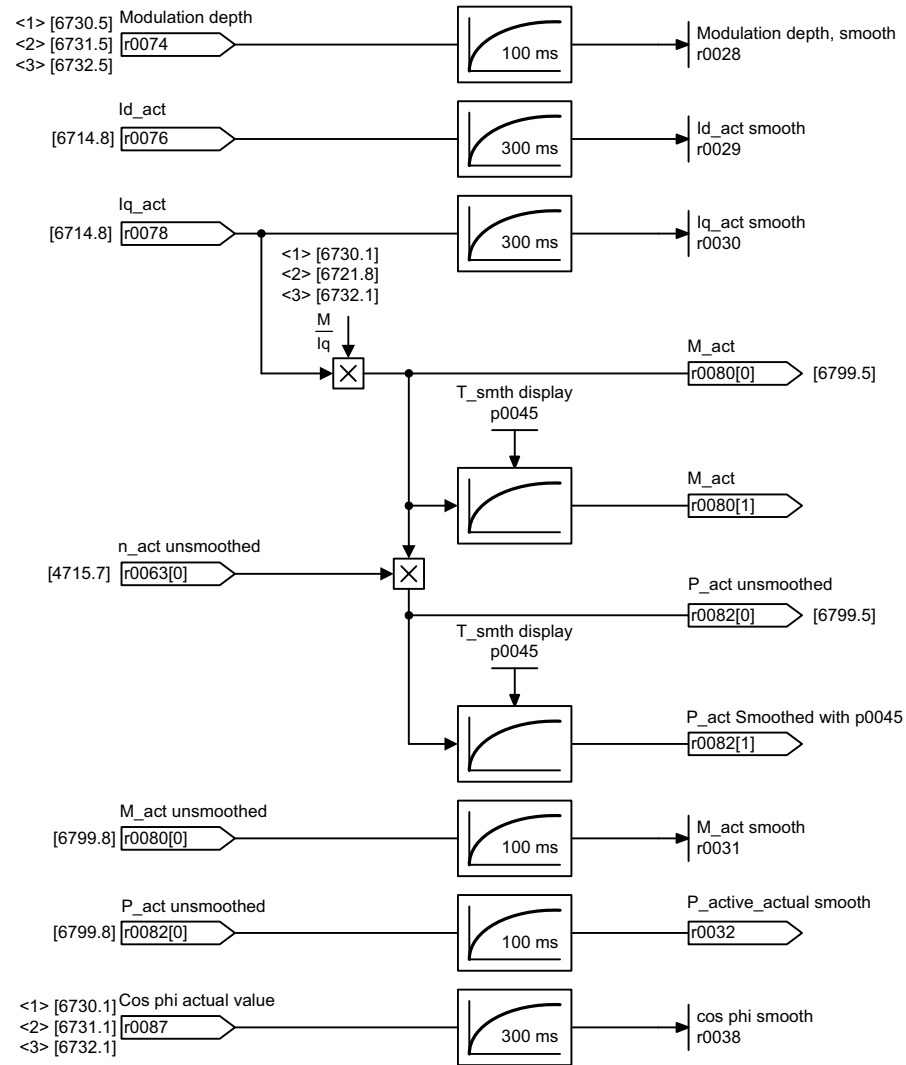 <1> [6730.5] Modulation depth
<2> [6731.5] r0074
<3> [6732.5]
100 ms
Modulation depth, smooth
r0028
Id_act
[6714.8] r0076
300 ms
Id_act smooth
r0029
Iq_act
[6714.8] r0078
300 ms
Iq_act smooth
r0030
<1> [6730.1]
<2> [6721.8]
<3> [6732.1]
M
Iq
M_act
r0080[0] [6799.5]
T_smth display
p0045
M_act
r0080[1]
n_act unsmoothed
[4715.7] r0063[0]
P_act unsmoothed
r0082[0] [6799.5]
T_smth display
p0045
P_act Smoothed with p0045
r0082[1]
M_act unsmoothed
[6799.8] r0080[0]
100 ms
M_act smooth
r0031
P_act unsmoothed
[6799.8] r0082[0]
100 ms
P_active_actual smooth
r0032
<1> [6730.1] Cos phi actual value
<2> [6731.1] r0087
<3> [6732.1]
300 ms
cos phi smooth
r0038